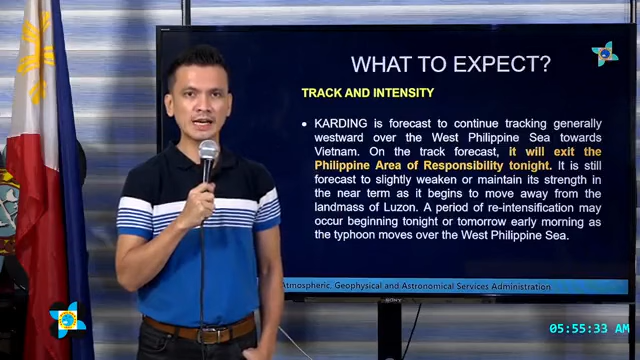 WHAT TO EXPECT?
TRACK AND INTENSITY
• KARDING is forecast to continue tracking generally
westward over the West Philippine Sea towards
Vietnam. On the track forecast, it will exit the
Philippine Area of Responsibility tonight. It is still
forecast to slightly weaken or maintain its strength in
the near term as it begins to move away from the
landmass of Luzon. A period of re-intensification may
occur beginning tonight or tomorrow early morning as
the typhoon moves over the West Philippine Sea.
Atmospheric, Geophysical and Astronomical Services Administration
SONY
05:55:33 AM